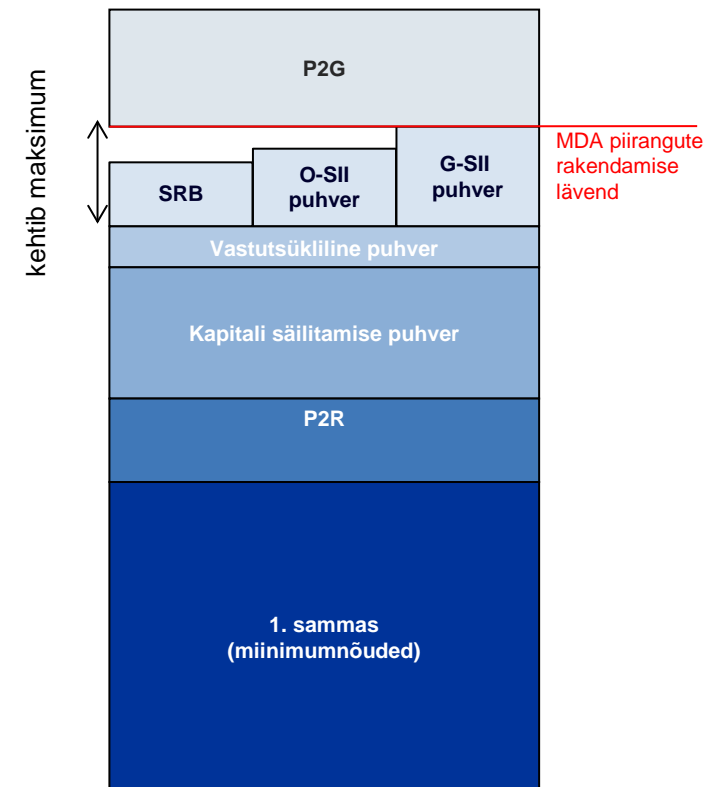 P2G
kehtib maksimum
MDA piirangute
rakendamise
lävend
SRB
O-SII
puhver
G-SII
puhver
Vastutsükliline puhver
Kapitali säilitamise puhver
P2R
1. sammas
(miinimumnõuded)